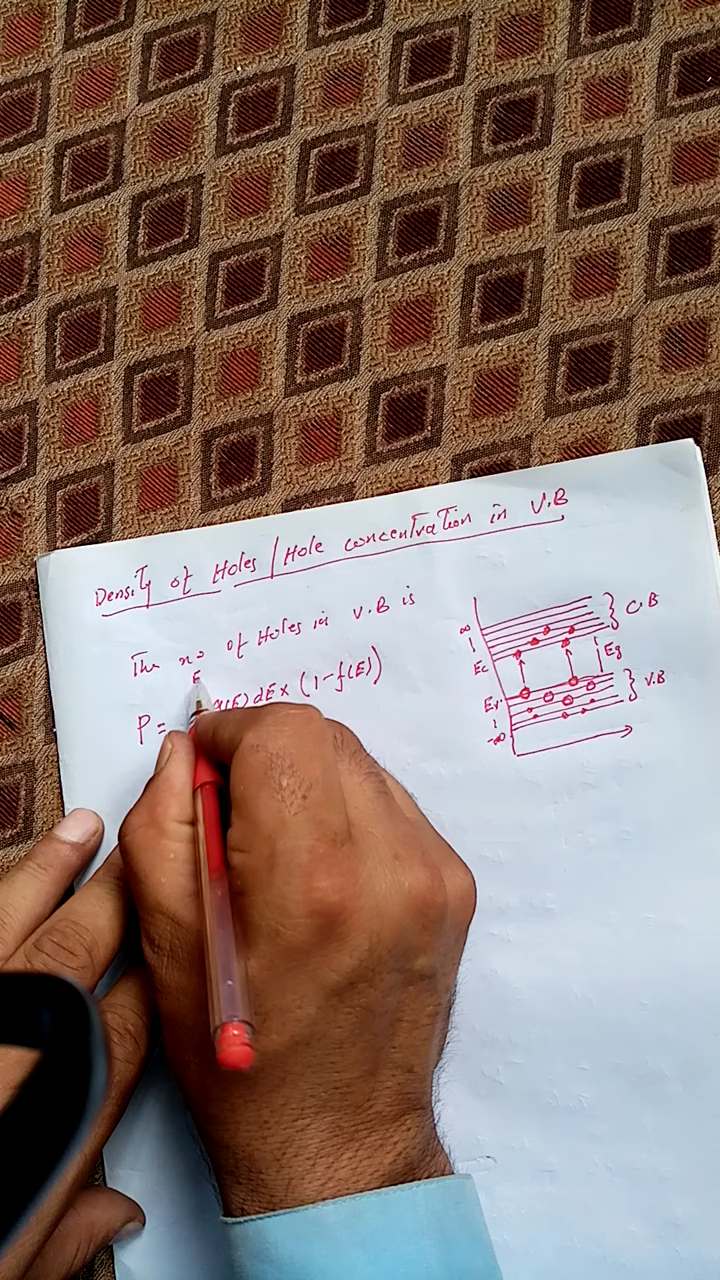 Density of Holes / Hole concentration in V.B
The no of Holes in V.B is
P = g(E) dE × (1-f(E))
∞
} C.B
Ec
Eg
Ev
} V.B
-∞